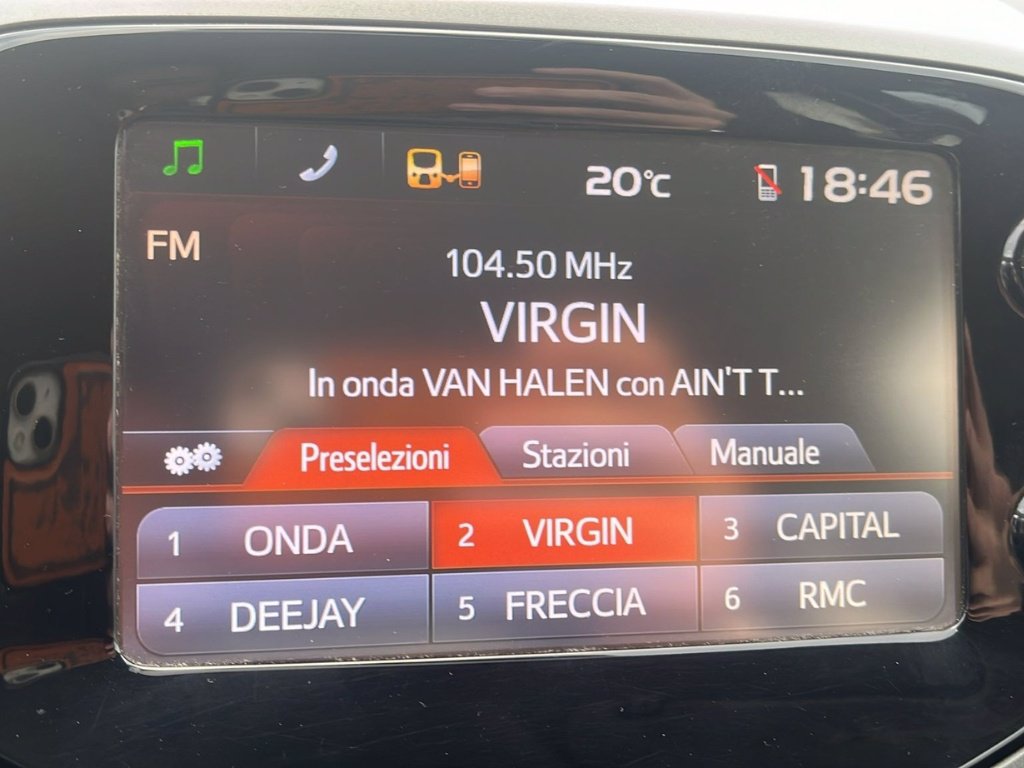 20°C
18:46
FM
104.50 MHz
VIRGIN
In onda VAN HALEN con AIN'T T...
Preselezioni
Stazioni
Manuale
1 ONDA
2 VIRGIN
3 CAPITAL
4 DEEJAY
5 FRECCIA
6 RMC